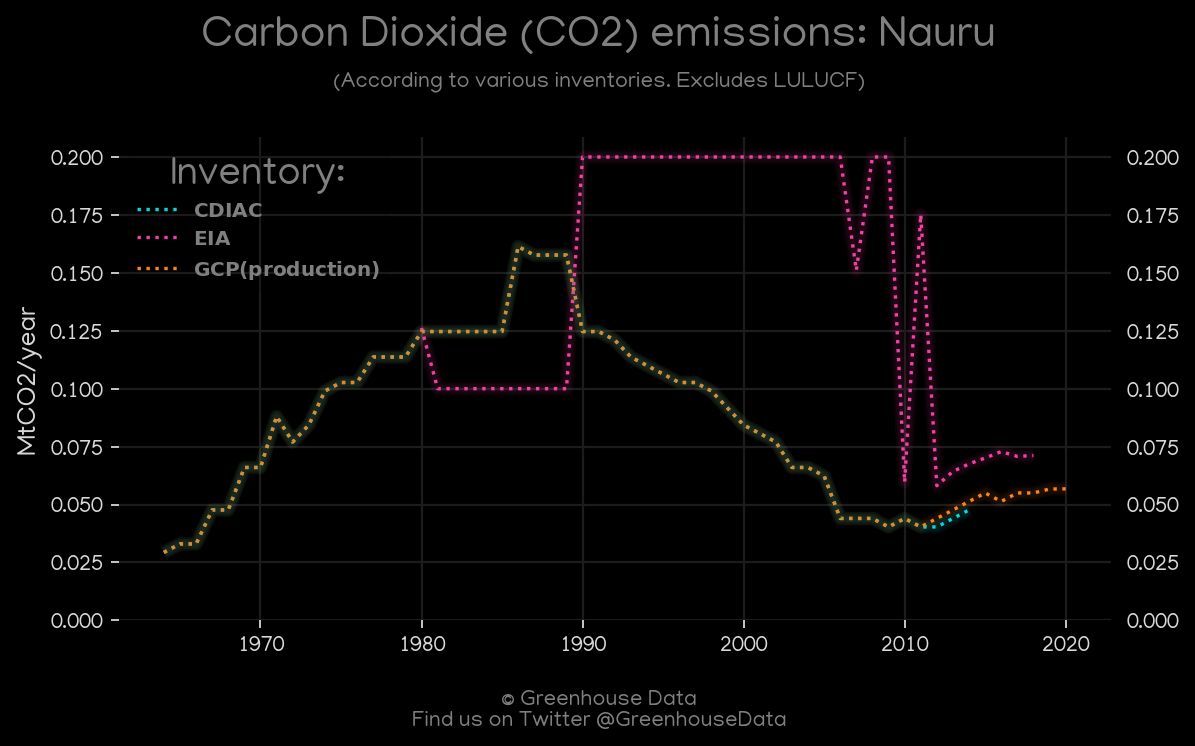 Carbon Dioxide (CO2) emissions: Nauru
(According to various inventories. Excludes LULUCF)
Inventory:
CDIAC
EIA
GCP(production)
MtCO2/year
0.200
0.175
0.150
0.125
0.100
0.075
0.050
0.025
0.000
0.200
0.175
0.150
0.125
0.100
0.075
0.050
0.025
0.000
1970 1980 1990 2000 2010 2020
© Greenhouse Data
Find us on Twitter @GreenhouseData